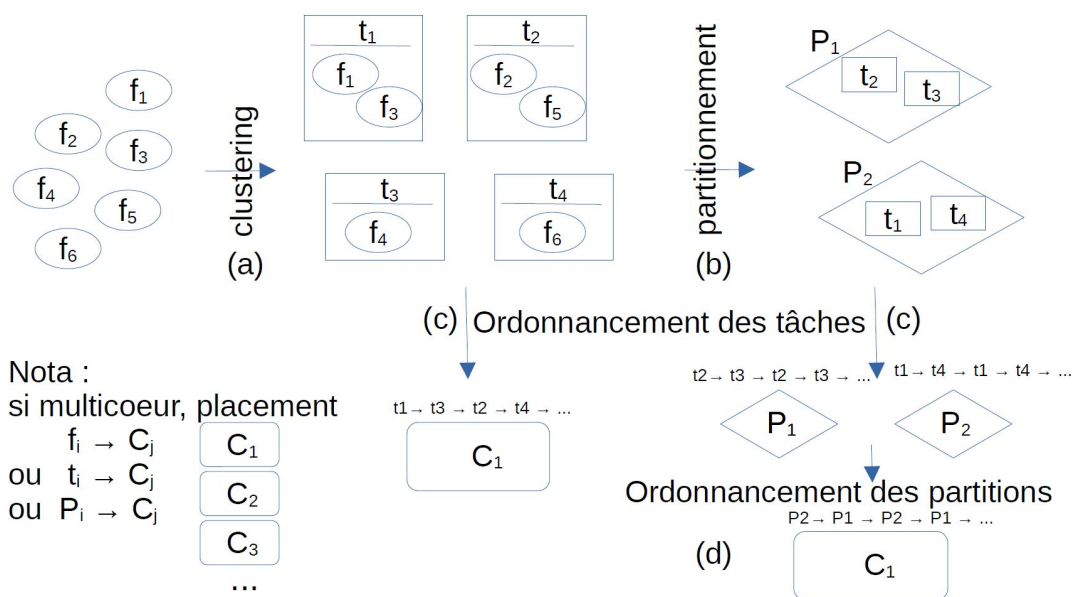 f1
f2
f3
f4
f5
f6
clustering
(a)
t1
f1
f3
t2
f2
f5
t3
f4
t4
f6
partitionnement
(b)
P1
t2
t3
P2
t1
t4
(c) Ordonnancement des tâches (c)
Nota :
si multicoeur, placement
fi → Cj
ou ti → Cj
ou Pi → Cj
C1
C2
C3
...
t1→ t3 → t2 → t4 → ...
C1
t2→ t3 → t2 → t3 → ...
t1→ t4 → t1 → t4 → ...
P1
P2
Ordonnancement des partitions
P2→ P1 → P2 → P1 → ...
(d)
C1